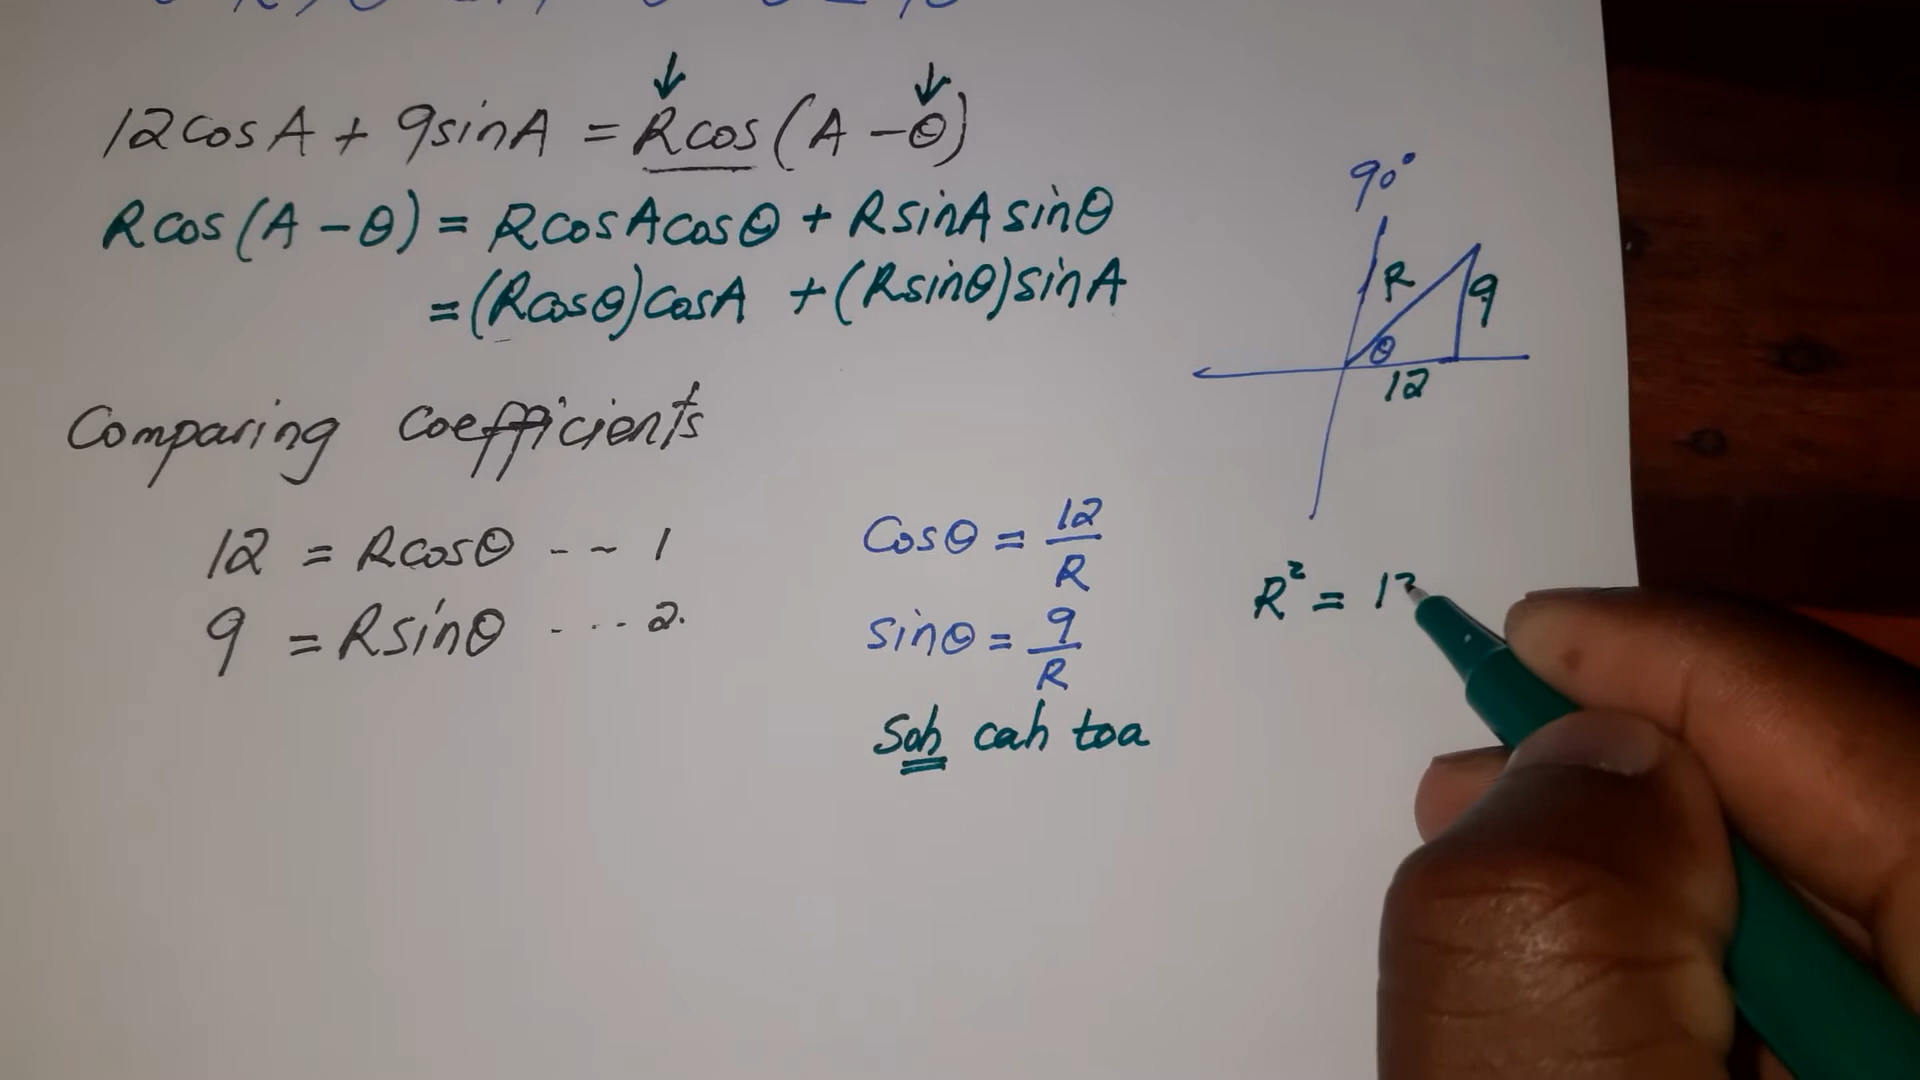 12cosA + 9sinA = Rcos(A − θ)
Rcos(A − θ) = RcosAcosθ + RsinAsinθ
= (Rcosθ)cosA + (Rsinθ)sinA
90°
R
9
θ
12
Comparing Coefficients
12 = Rcosθ -- 1
9 = Rsinθ ... 2.
Cosθ = 12/R
sinθ = 9/R
Soh cah toa
R² = 12